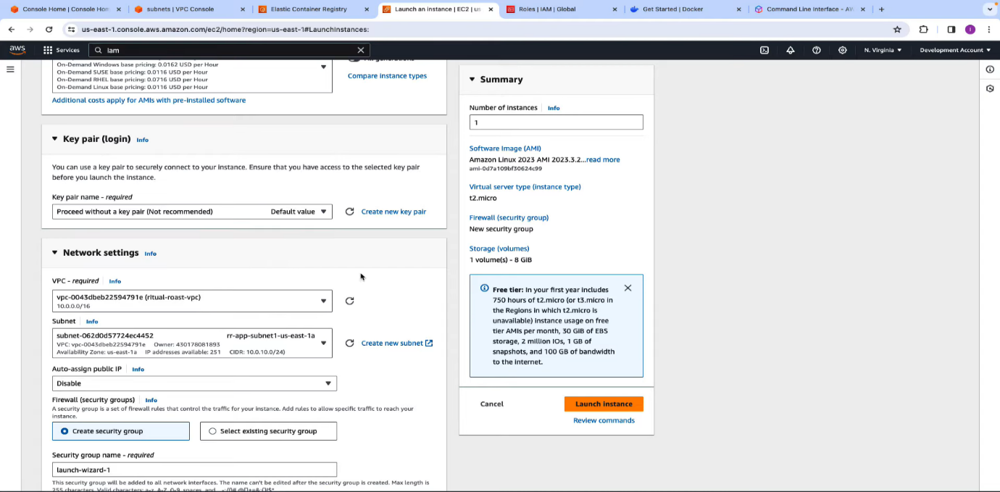 Console Home | Console Hom
subnets | VPC Console
Elastic Container Registry
Launch an instance | EC2 | us
Roles | IAM | Global
Get Started | Docker
Command Line Interface - AW
us-east-1.console.aws.amazon.com/ec2/home?region=us-east-1#LaunchInstances:
aws
Services
iam
N. Virginia
Development Account
On-Demand Windows base pricing: 0.0162 USD per Hour
On-Demand SUSE base pricing: 0.0116 USD per Hour
On-Demand RHEL base pricing: 0.0716 USD per Hour
On-Demand Linux base pricing: 0.0116 USD per Hour
Compare instance types
Additional costs apply for AMIs with pre-installed software
Key pair (login) Info
You can use a key pair to securely connect to your instance. Ensure that you have access to the selected key pair
before you launch the instance.
Key pair name - required
Proceed without a key pair (Not recommended) Default value
Create new key pair
Network settings Info
VPC - required Info
vpc-0043dbeb22594791e (ritual-roast-vpc)
10.0.0.0/16
Subnet Info
subnet-062d0d57724ec4452 rr-app-subnet1-us-east-1a
VPC: vpc-0043dbeb22594791e Owner: 430178081893
Availability Zone: us-east-1a IP addresses available: 251 CIDR: 10.0.10.0/24)
Create new subnet
Auto-assign public IP Info
Disable
Firewall (security groups) Info
A security group is a set of firewall rules that control the traffic for your instance. Add rules to allow specific traffic to reach your
instance.
Create security group
Select existing security group
Security group name - required
launch-wizard-1
This security group will be added to all network interfaces. The name can't be edited after the security group is created. Max length is
255 characters. Valid characters: a-z, A-Z, 0-9, spaces, and
Summary
Number of instances Info
1
Software Image (AMI)
Amazon Linux 2023 AMI 2023.3.2...read more
ami-0d7a109bf30624c99
Virtual server type (instance type)
t2.micro
Firewall (security group)
New security group
Storage (volumes)
1 volume(s) - 8 GiB
Free tier: In your first year includes
750 hours of t2.micro (or t3.micro in
the Regions in which t2.micro is
unavailable) instance usage on free
tier AMIs per month, 30 GiB of EBS
storage, 2 million IOs, 1 GB of
snapshots, and 100 GB of bandwidth
to the internet.
Cancel
Launch instance
Review commands